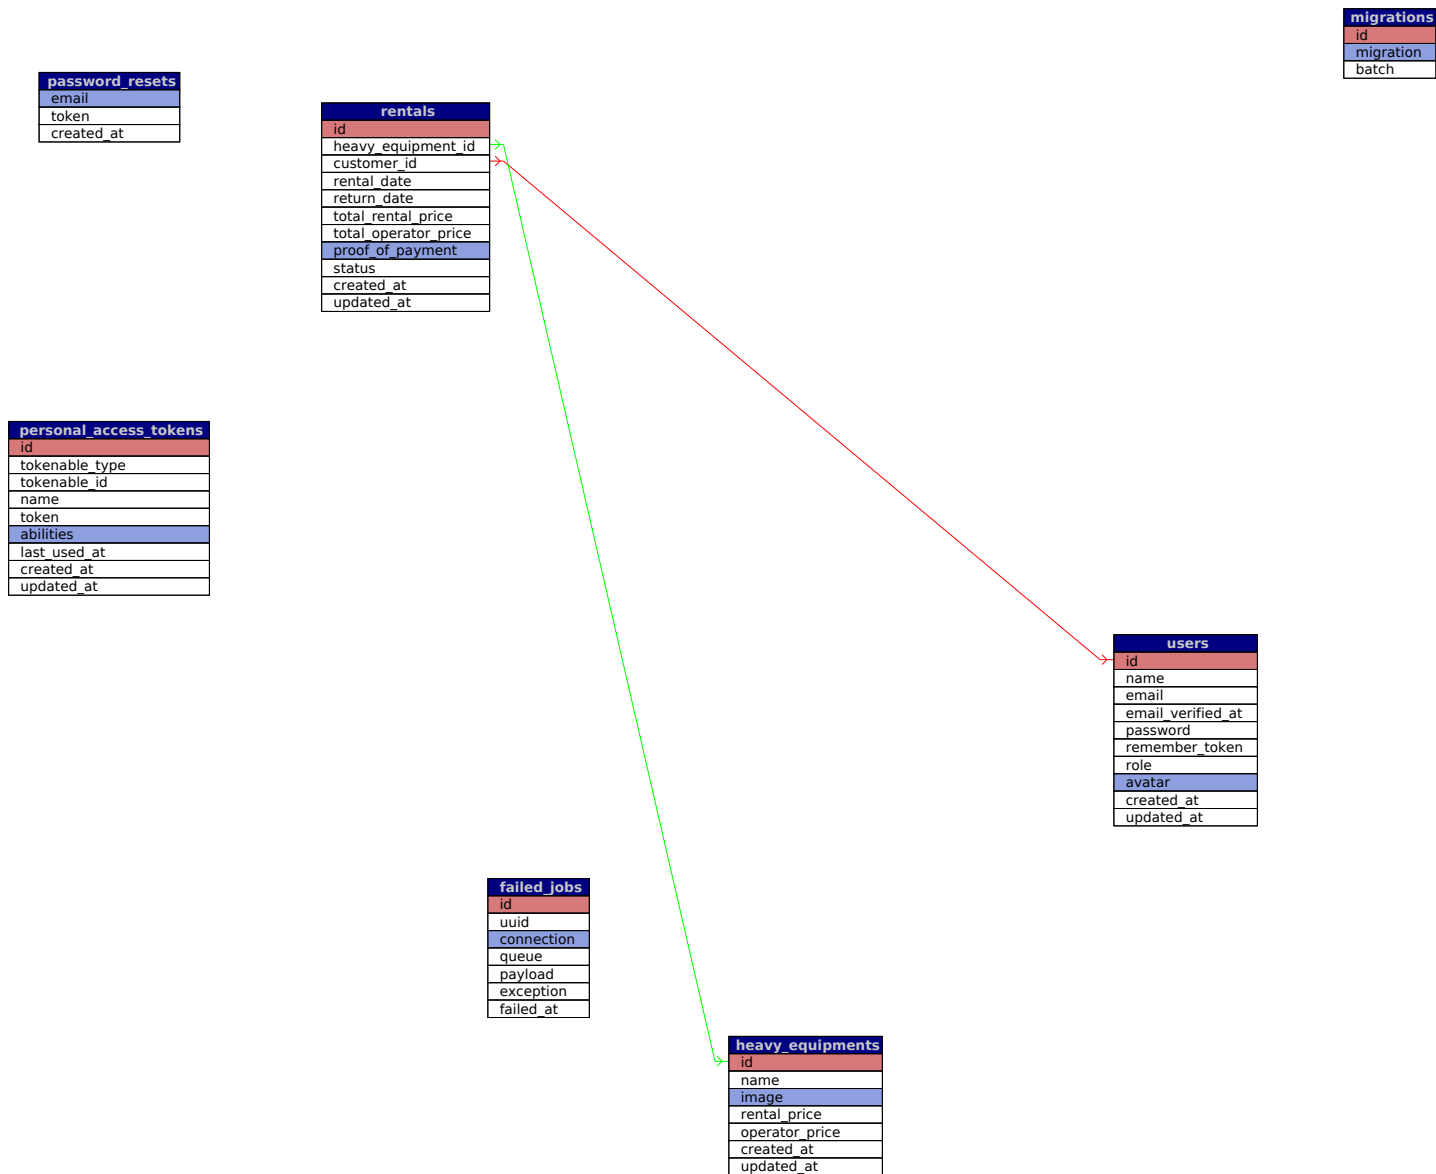 migrations
id
migration
batch
password_resets
email
token
created_at
rentals
id
heavy_equipment_id
customer_id
rental_date
return_date
total_rental_price
total_operator_price
proof_of_payment
status
created_at
updated_at
personal_access_tokens
id
tokenable_type
tokenable_id
name
token
abilities
last_used_at
created_at
updated_at
users
id
name
email
email_verified_at
password
remember_token
role
avatar
created_at
updated_at
failed_jobs
id
uuid
connection
queue
payload
exception
failed_at
heavy_equipments
id
name
image
rental_price
operator_price
created_at
updated_at